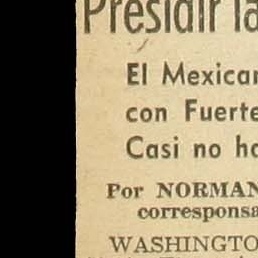 Presidir la
El Mexican
con Fuerte
Casi no ha
Por NORMAN
corresponsa
WASHINGTO